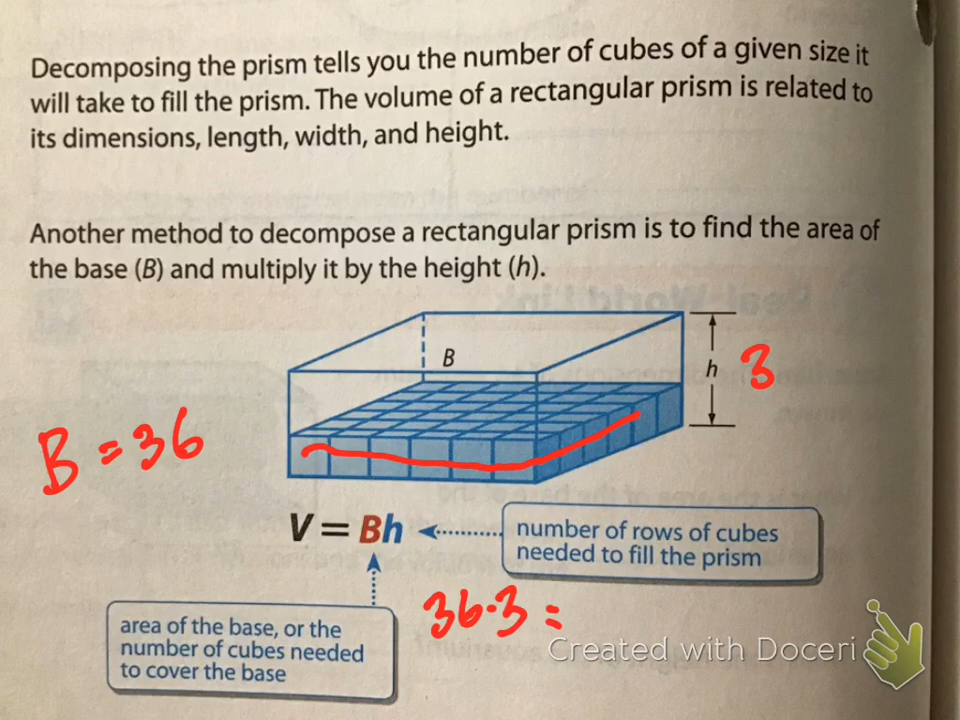 Decomposing the prism tells you the number of cubes of a given size it
will take to fill the prism. The volume of a rectangular prism is related to
its dimensions, length, width, and height.
Another method to decompose a rectangular prism is to find the area of
the base (B) and multiply it by the height (h).
B
h
3
B = 36
V = Bh
number of rows of cubes
needed to fill the prism
36·3 =
area of the base, or the
number of cubes needed
to cover the base
Created with Doceri